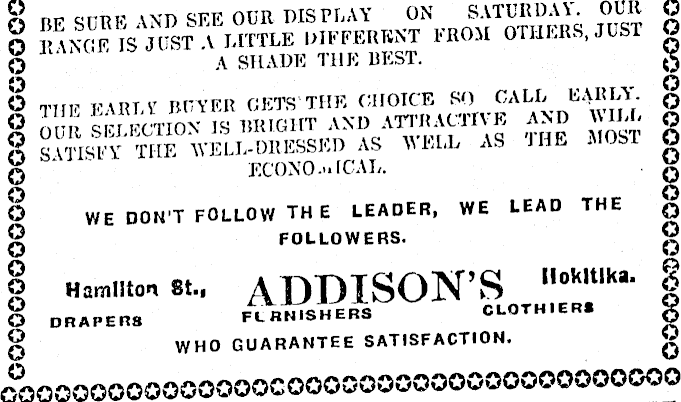 BE SURE AND SEE OUR DISPLAY ON SATURDAY. OUR
RANGE IS JUST A LITTLE DIFFERENT FROM OTHERS, JUST
A SHADE THE BEST.
THE EARLY BUYER GETS THE CHOICE SO CALL EARLY.
OUR SELECTION IS BRIGHT AND ATTRACTIVE AND WILL
SATISFY THE WELL-DRESSED AS WELL AS THE MOST
ECONOMICAL.
WE DON'T FOLLOW THE LEADER, WE LEAD THE
FOLLOWERS.
Hamilton St., ADDISON'S Hokitika.
DRAPERS FURNISHERS CLOTHIERS
WHO GUARANTEE SATISFACTION.